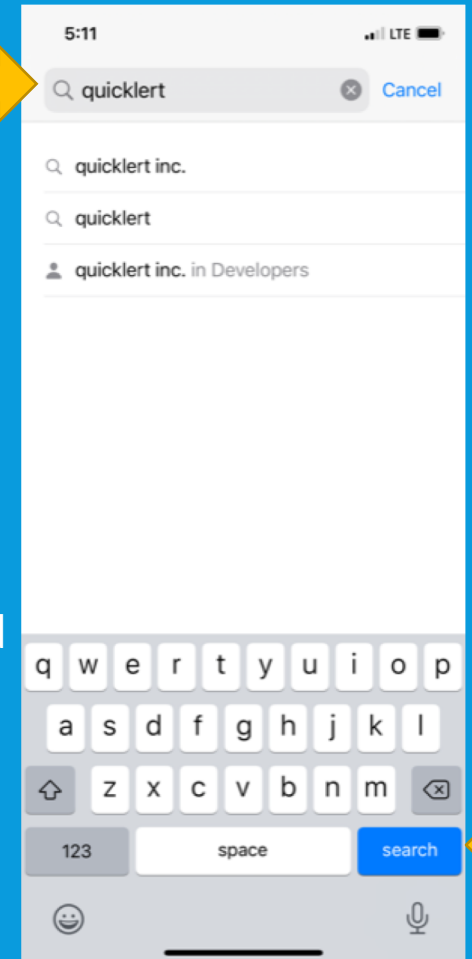 5:11 LTE
quicklert Cancel
quicklert inc.
quicklert
quicklert inc. in Developers
q w e r t y u i o p
a s d f g h j k l
z x c v b n m
123 space search